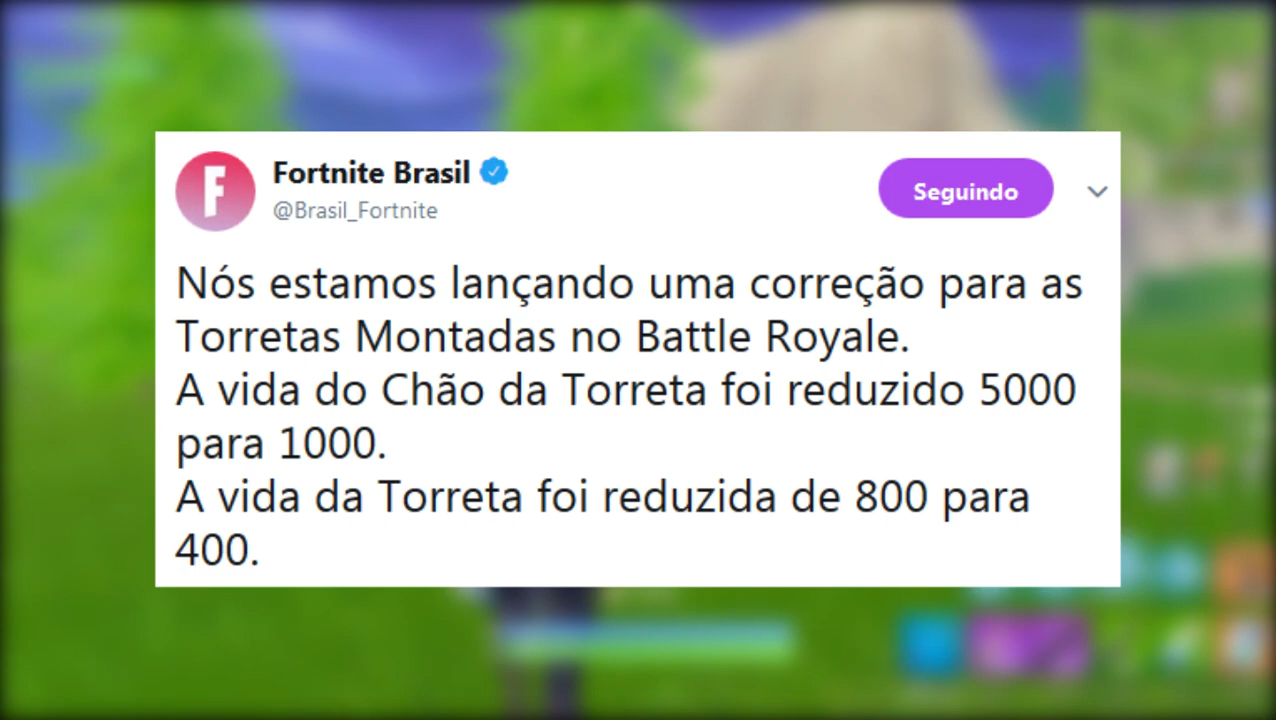 F
Fortnite Brasil
@Brasil_Fortnite
Seguindo
Nós estamos lançando uma correção para as
Torretas Montadas no Battle Royale.
A vida do Chão da Torreta foi reduzido 5000
para 1000.
A vida da Torreta foi reduzida de 800 para
400.